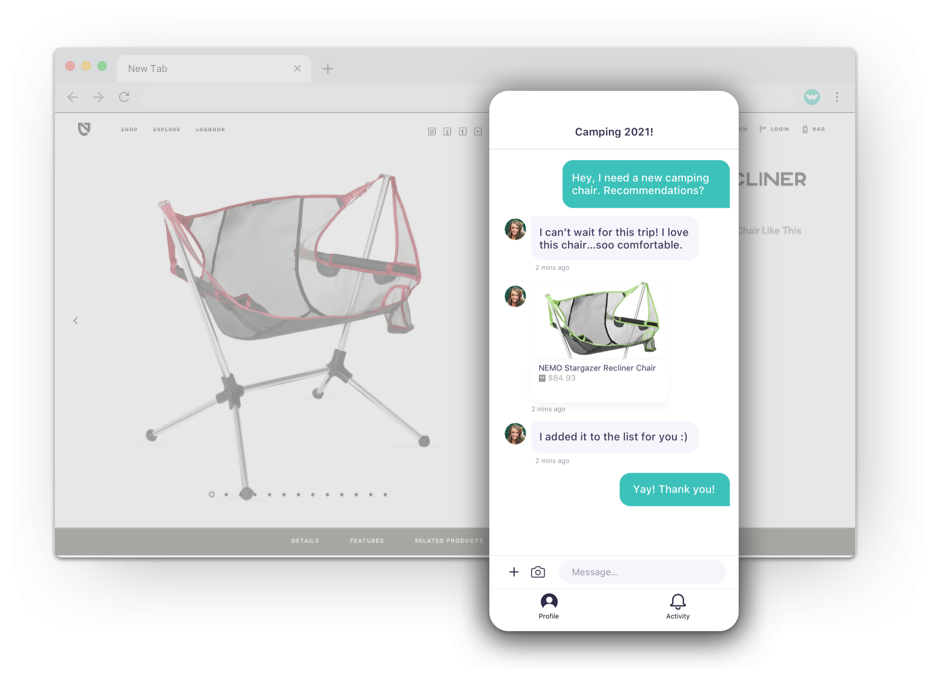 New Tab
SHOP EXPLORE LOGBOOK
LOGIN BAG
Chair Like This
DETAILS FEATURES RELATED PRODUCTS
Camping 2021!
Hey, I need a new camping
chair. Recommendations?
I can’t wait for this trip! I love
this chair...soo comfortable.
2 mins ago
NEMO Stargazer Recliner Chair
$84.93
2 mins ago
I added it to the list for you :)
2 mins ago
Yay! Thank you!
Message...
Profile Activity